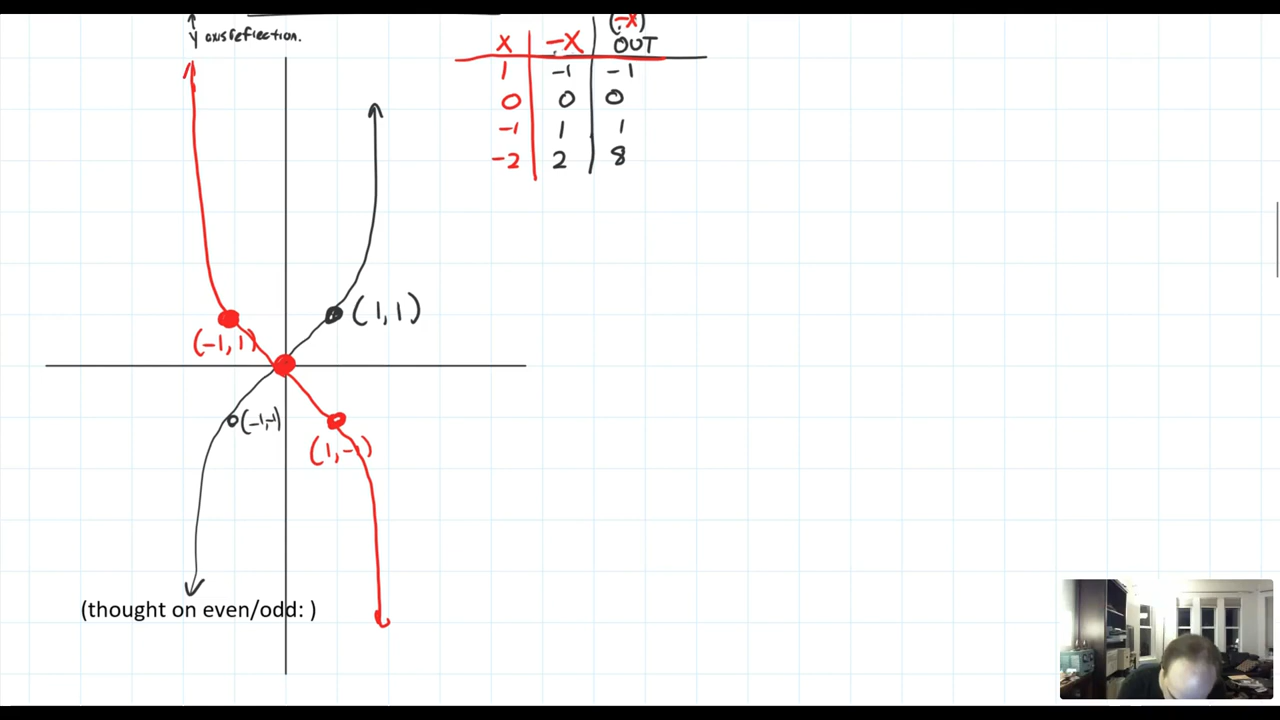 y axis reflection.
(-x)
x -x OUT
1 -1 -1
0 0 0
-1 1 1
-2 2 8
(1,1)
(-1,1)
(-1,-1)
(1,-1)
(thought on even/odd: )